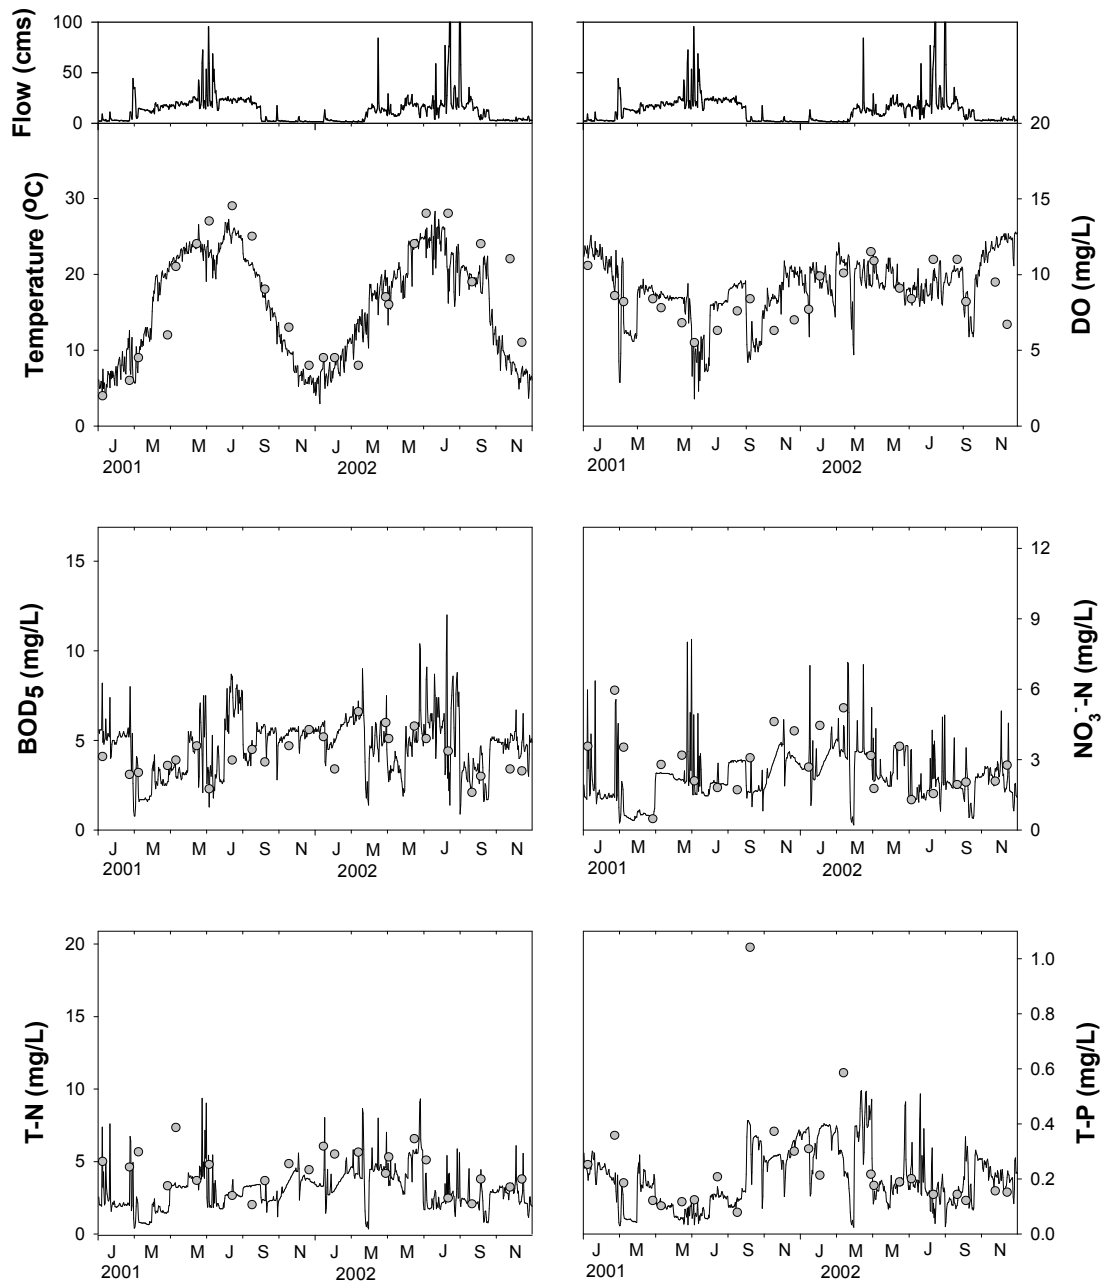 Flow (cms)
100
50
0
Temperature (ºC)
30
20
10
0
J M M J S N J M M J S N
2001 2002
20
15
10
5
0
DO (mg/L)
J M M J S N J M M J S N
2001 2002
BOD5 (mg/L)
15
10
5
0
J M M J S N J M M J S N
2001 2002
12
9
6
3
0
NO3--N (mg/L)
J M M J S N J M M J S N
2001 2002
T-N (mg/L)
20
15
10
5
0
J M M J S N J M M J S N
2001 2002
1.0
0.8
0.6
0.4
0.2
0.0
T-P (mg/L)
J M M J S N J M M J S N
2001 2002